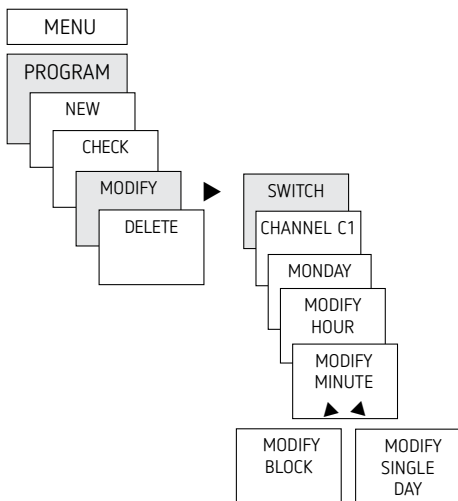 MENU
PROGRAM
NEW
CHECK
MODIFY
DELETE
SWITCH
CHANNEL C1
MONDAY
MODIFY
HOUR
MODIFY
MINUTE
MODIFY
BLOCK
MODIFY
SINGLE
DAY